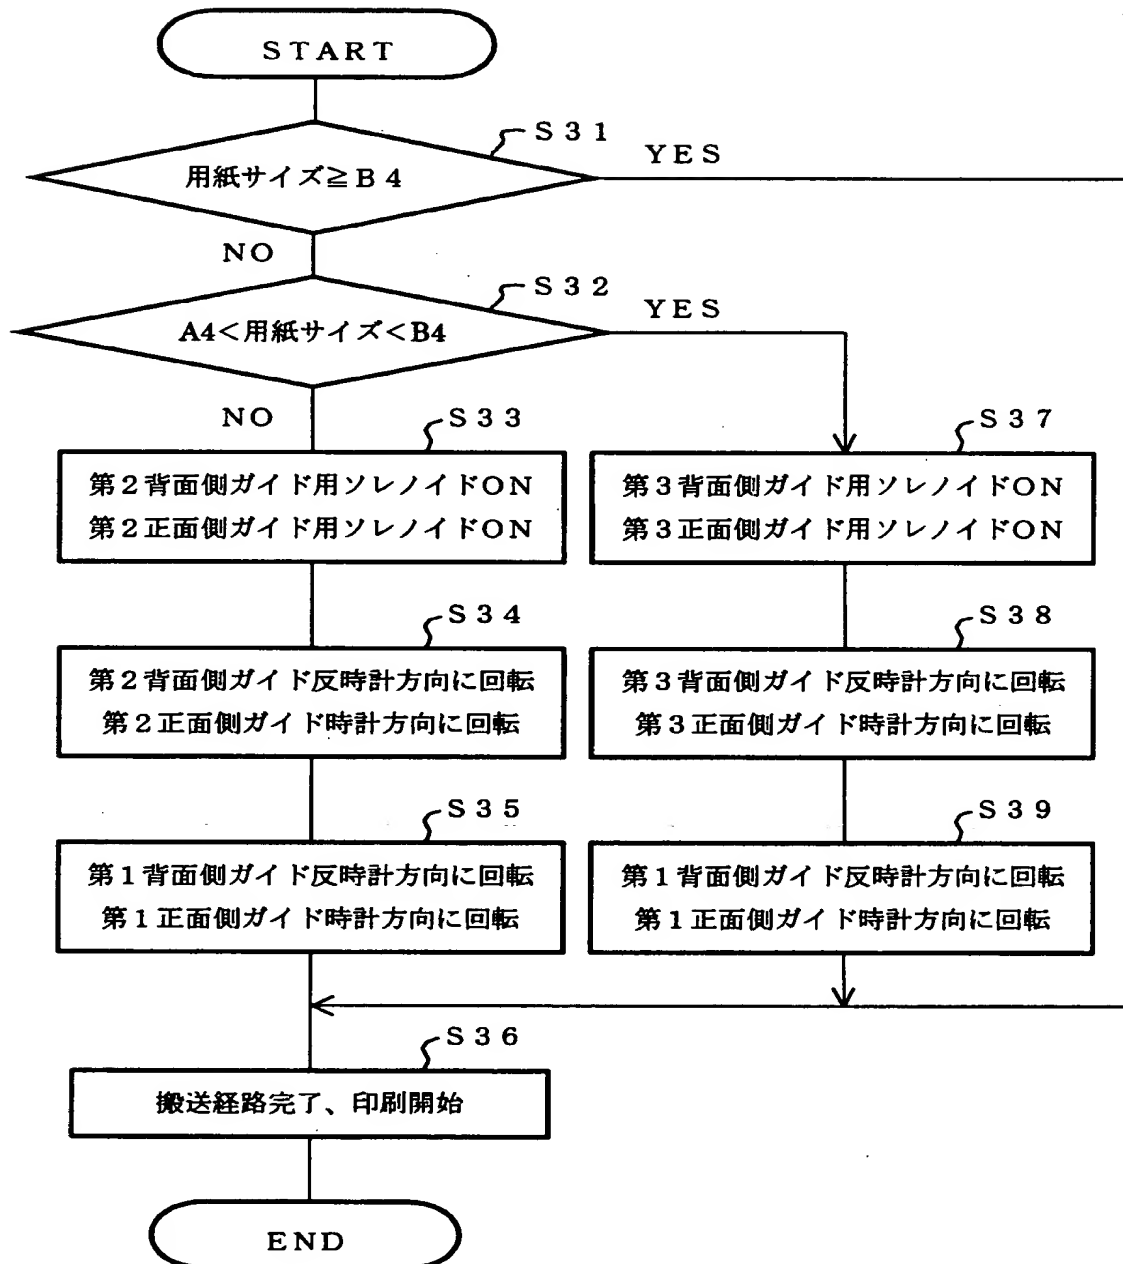 START
S31
用紙サイズ≧B4
YES
NO
S32
A4<用紙サイズ<B4
YES
NO
S33
第2背面側ガイド用ソレノイドON
第2正面側ガイド用ソレノイドON
S37
第3背面側ガイド用ソレノイドON
第3正面側ガイド用ソレノイドON
S34
第2背面側ガイド反時計方向に回転
第2正面側ガイド時計方向に回転
S38
第3背面側ガイド反時計方向に回転
第3正面側ガイド時計方向に回転
S35
第1背面側ガイド反時計方向に回転
第1正面側ガイド時計方向に回転
S39
第1背面側ガイド反時計方向に回転
第1正面側ガイド時計方向に回転
S36
搬送経路完了、印刷開始
END